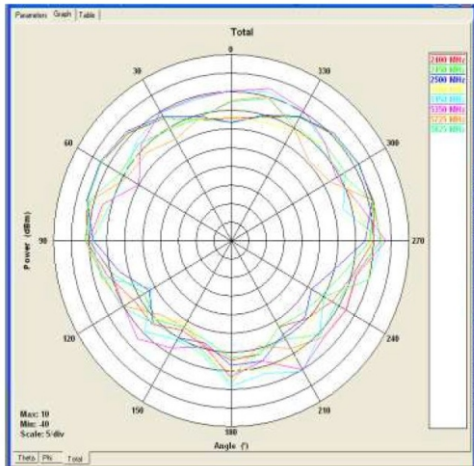 Parameters Graph Table
Total
0
30
330
60
300
90
270
120
240
150
210
180
Power (dBm)
Angle (°)
2400 MHz
2450 MHz
2500 MHz
5350 MHz
5725 MHz
5825 MHz
Max: 10
Min: -40
Scale: 5/div
Theta Phi Total